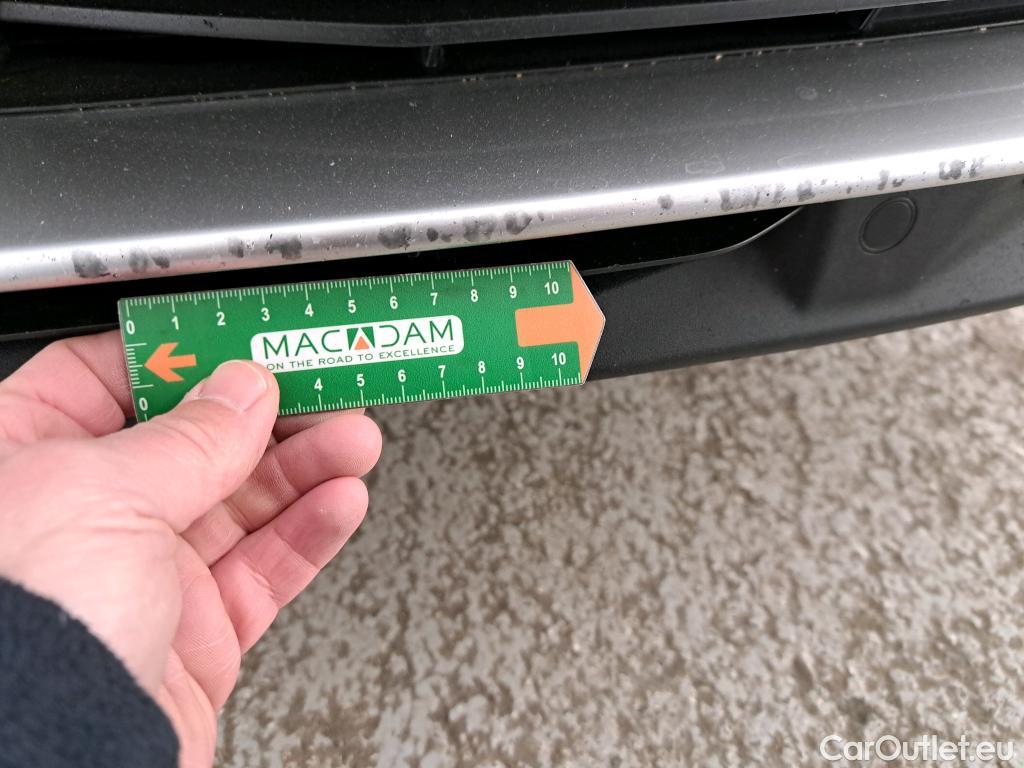 0 1 2 3 4 5 6 7 8 9 10
MACADAM
ON THE ROAD TO EXCELLENCE
0 4 5 6 7 8 9 10
CarOutlet.eu